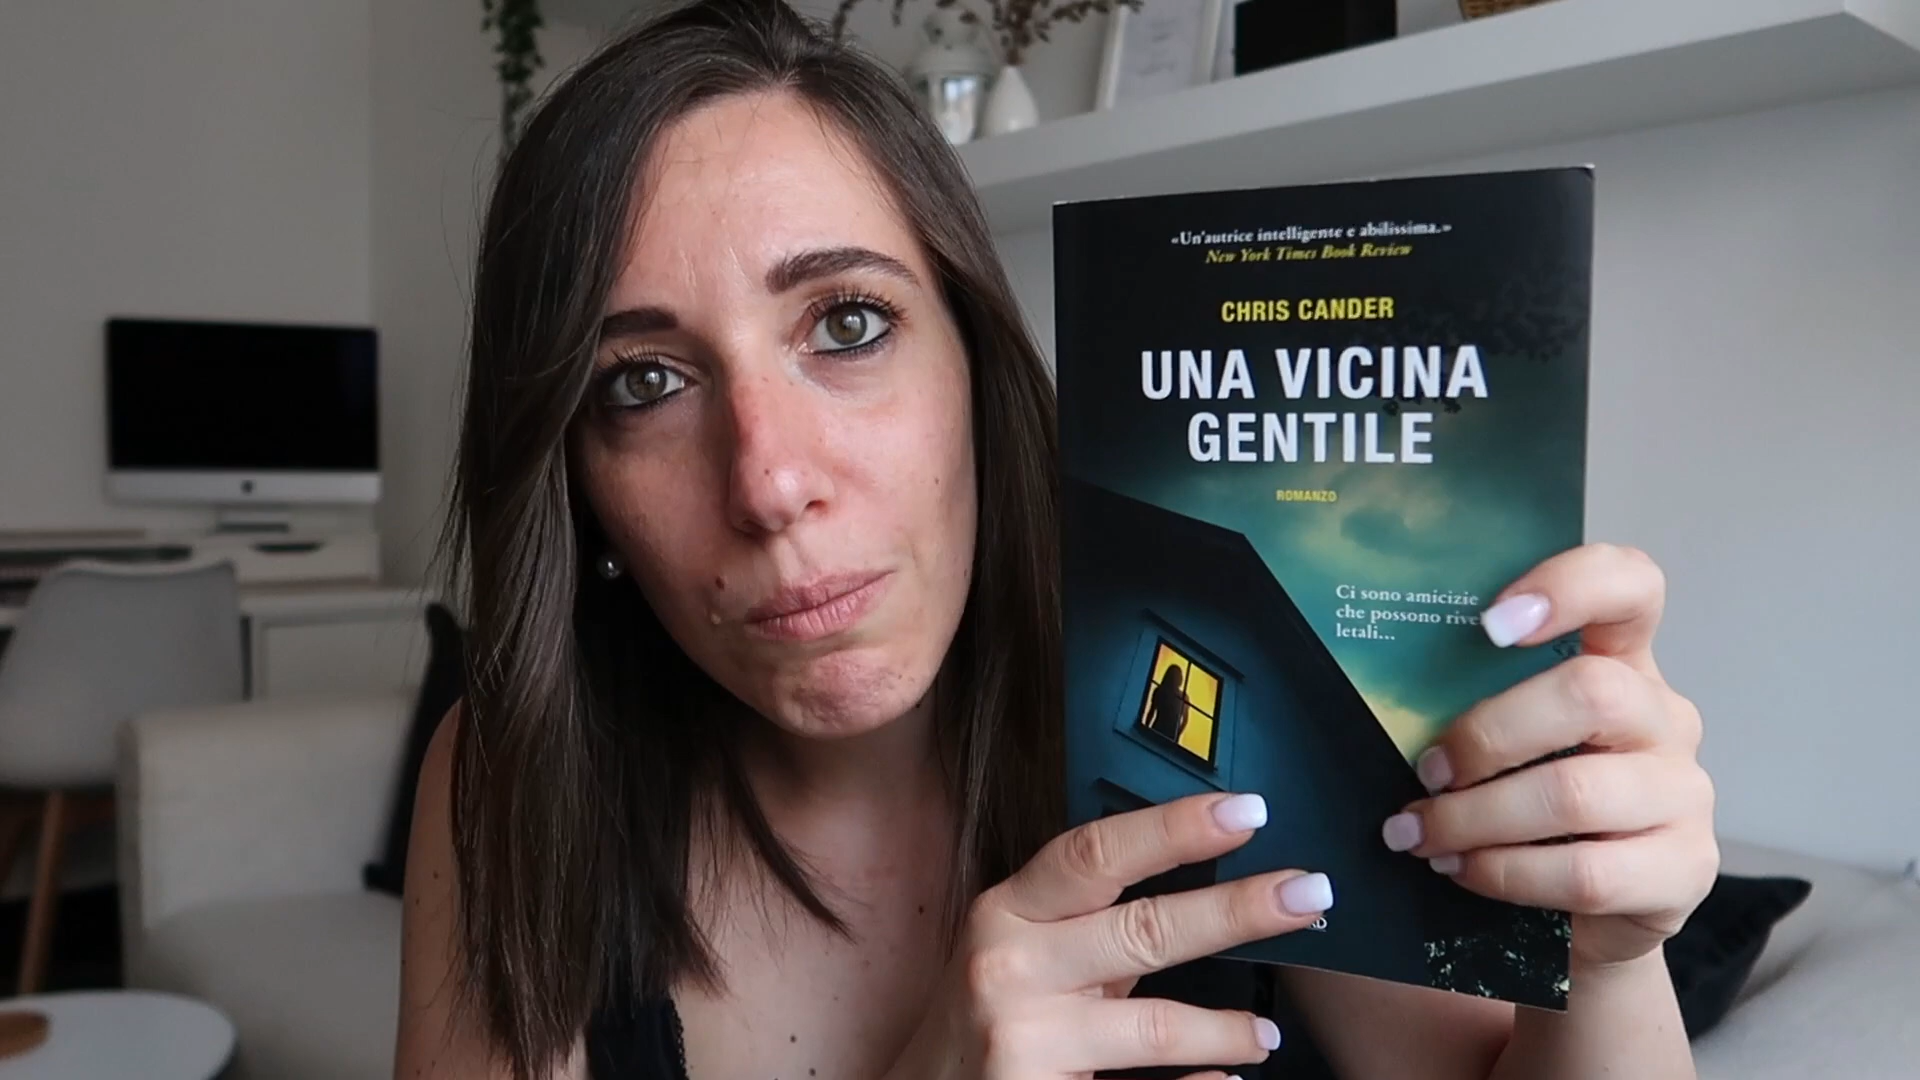 «Un'autrice intelligente e abilissima.»
New York Times Book Review
CHRIS CANDER
UNA VICINA
GENTILE
ROMANZO
Ci sono amicizie
che possono
letali...